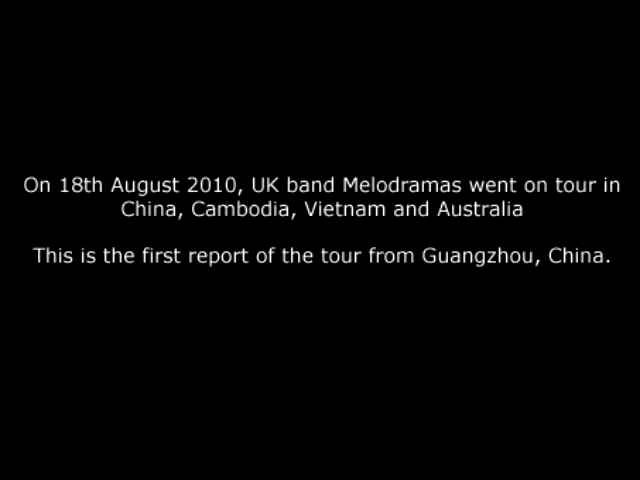 On 18th August 2010, UK band Melodramas went on tour in
China, Cambodia, Vietnam and Australia
This is the first report of the tour from Guangzhou, China.